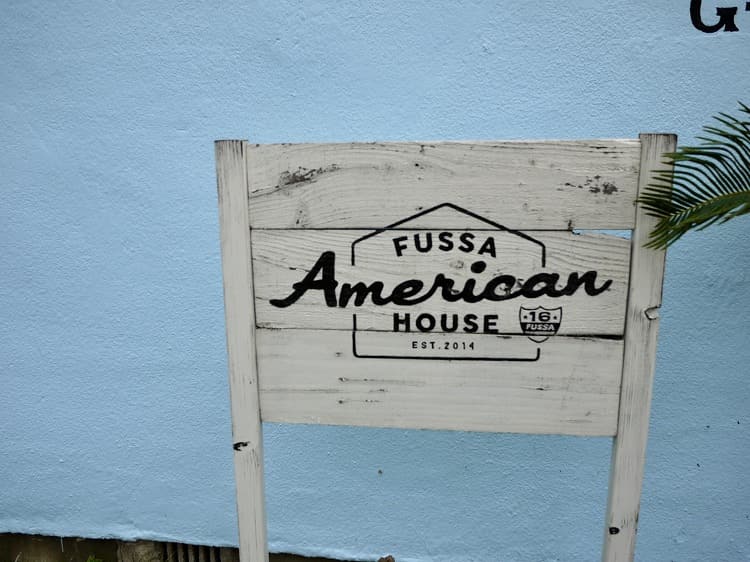 FUSSA
American
HOUSE
16
FUSSA
EST.2014